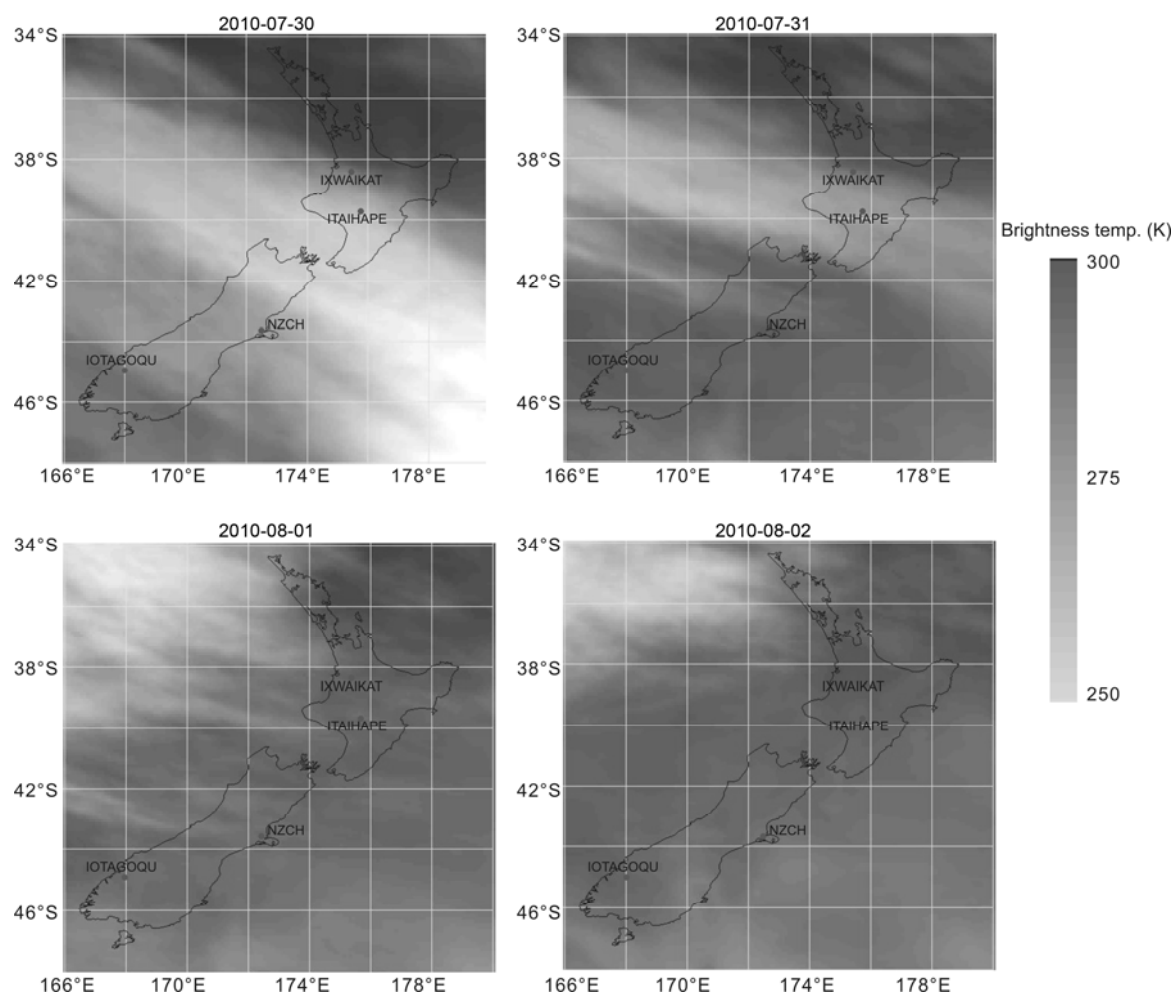 2010-07-30
34°S
38°S
42°S
46°S
166°E 170°E 174°E 178°E
IXWAIKAT
ITAIHAPE
NZCH
IOTAGOQU
2010-07-31
34°S
38°S
42°S
46°S
166°E 170°E 174°E 178°E
IXWAIKAT
ITAIHAPE
NZCH
IOTAGOQU
Brightness temp. (K)
300
275
250
2010-08-01
34°S
38°S
42°S
46°S
166°E 170°E 174°E 178°E
IXWAIKAT
ITAIHAPE
NZCH
IOTAGOQU
2010-08-02
34°S
38°S
42°S
46°S
166°E 170°E 174°E 178°E
IXWAIKAT
ITAIHAPE
NZCH
IOTAGOQU